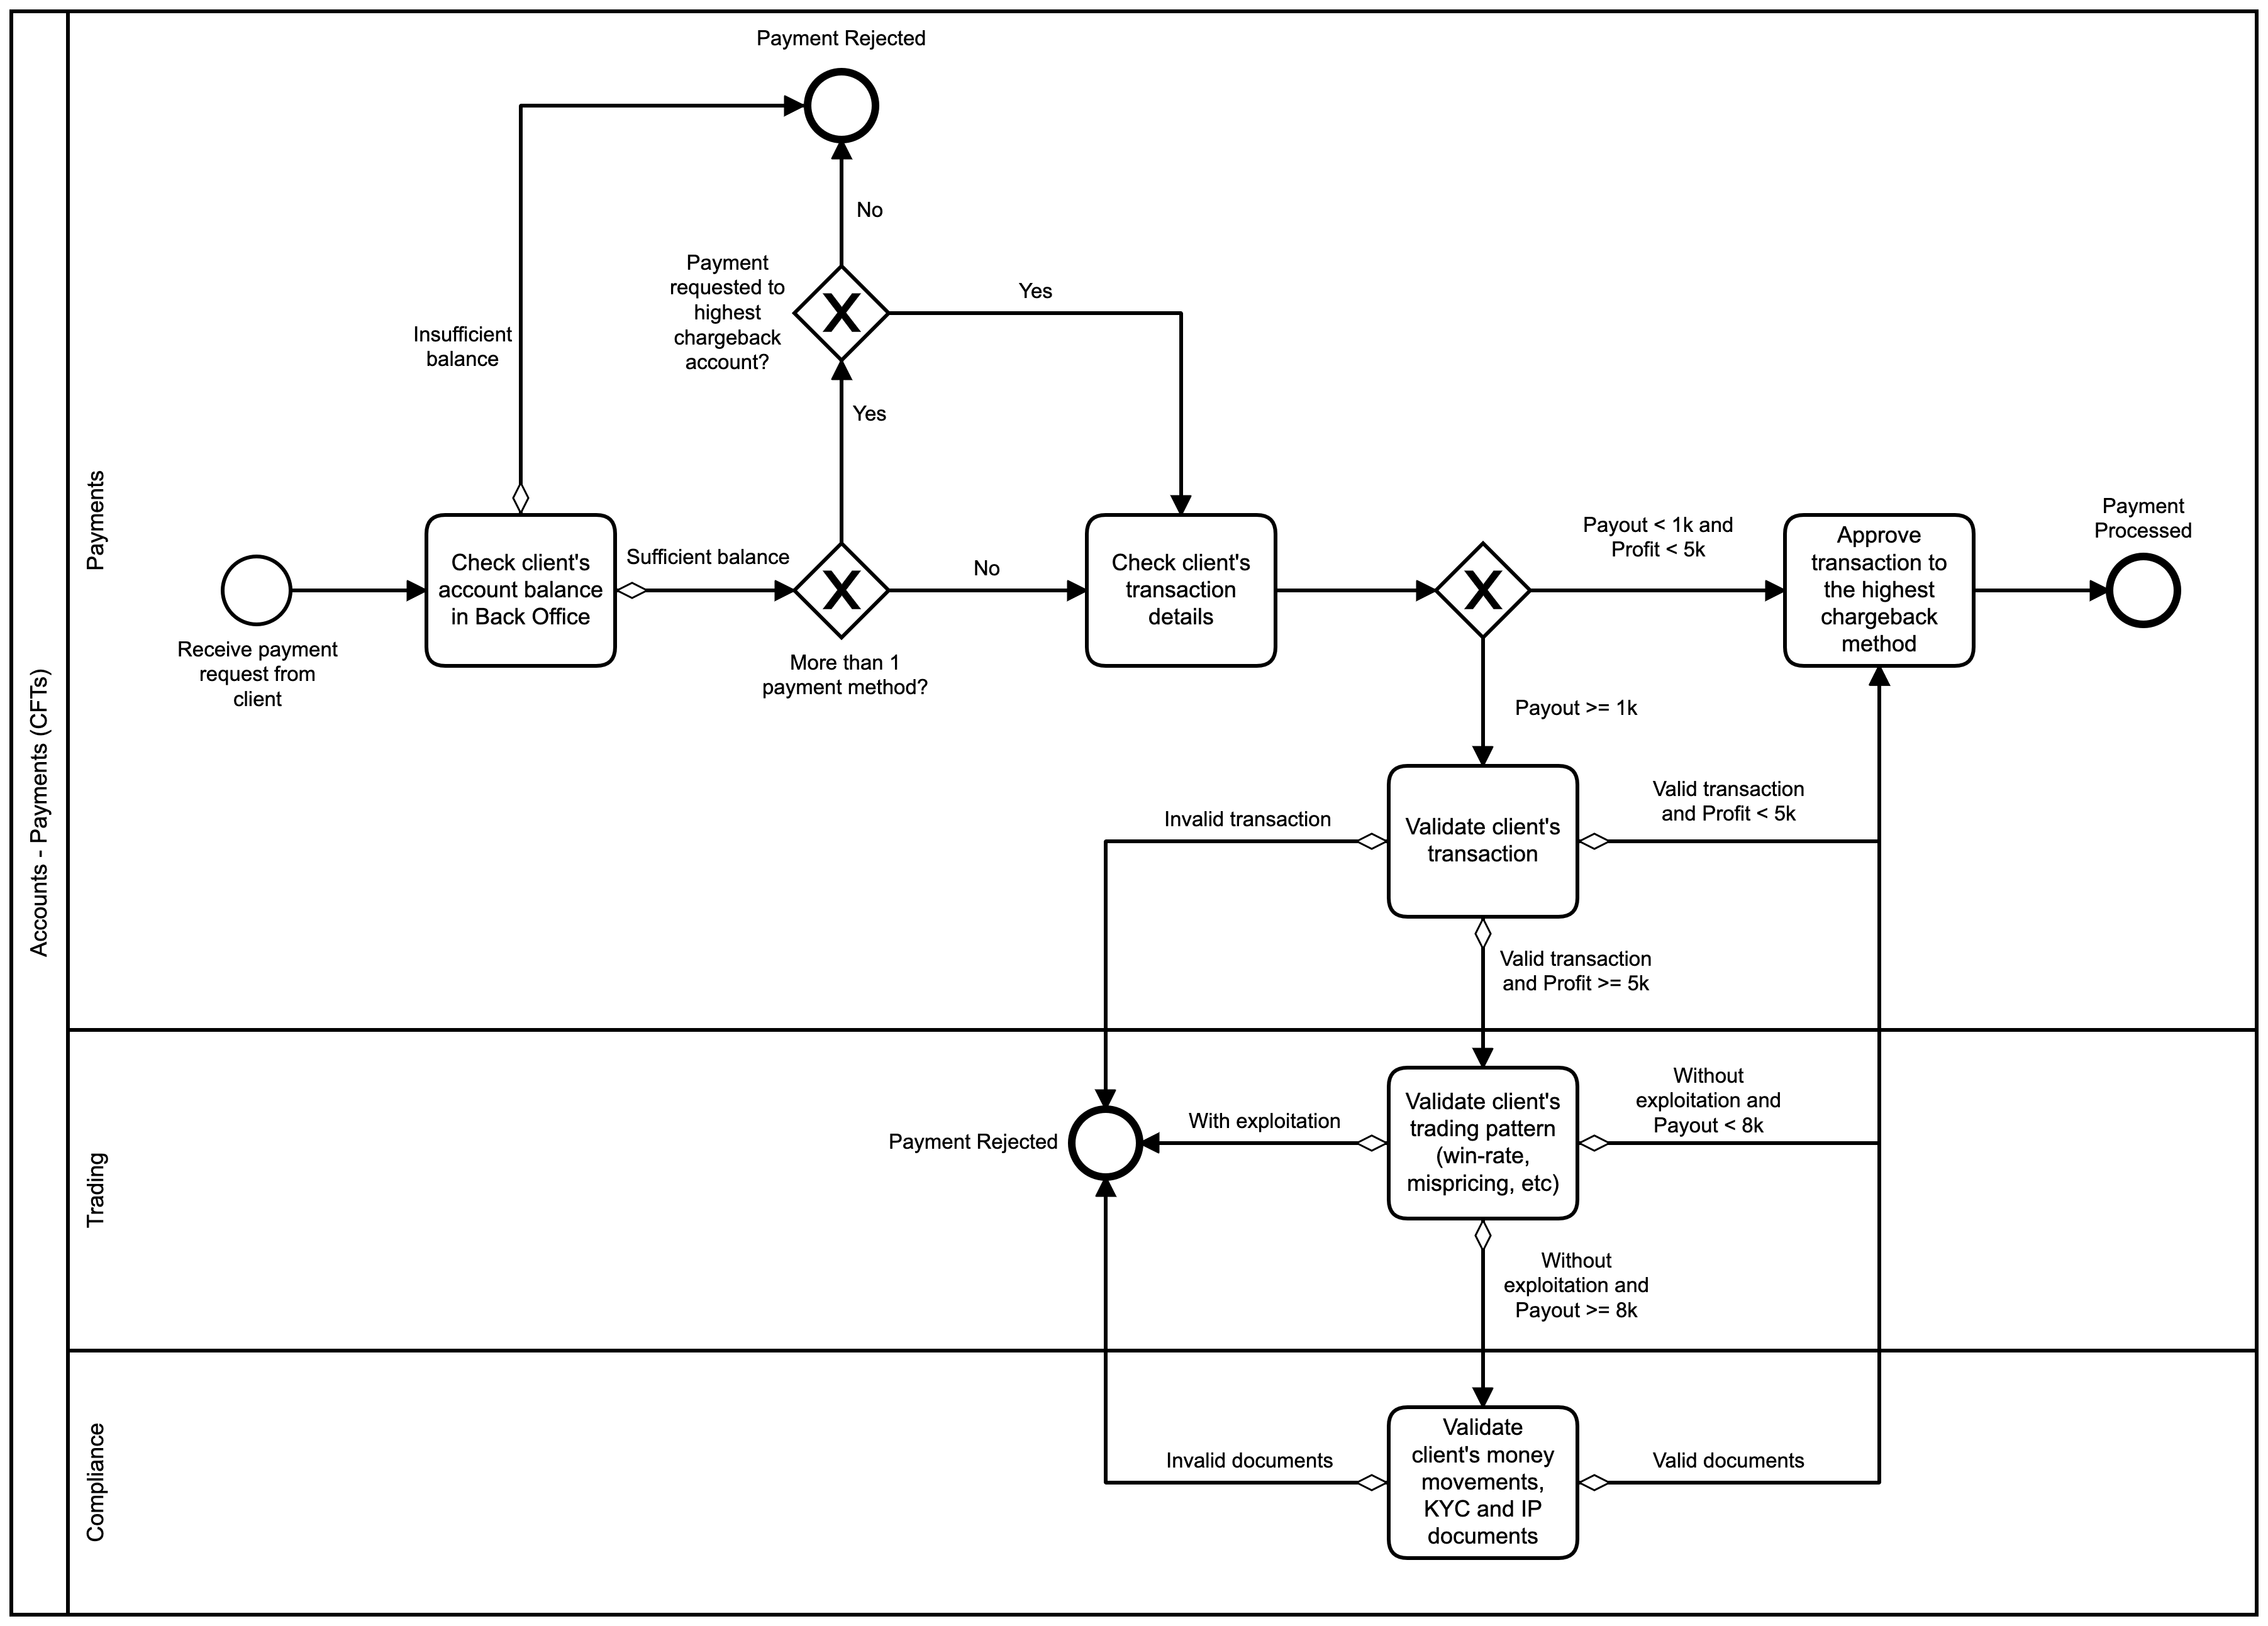 Accounts - Payments (CFTs)
Payments
Payment Rejected
No
Payment
requested to
highest
chargeback
account?
Yes
Insufficient
balance
Yes
Receive payment
request from
client
Check client's
account balance
in Back Office
Sufficient balance
X
X
More than 1
payment method?
No
Check client's
transaction
details
X
Payout < 1k and
Profit < 5k
Approve
transaction to
the highest
chargeback
method
Payment
Processed
Payout >= 1k
Invalid transaction
Validate client's
transaction
Valid transaction
and Profit < 5k
Valid transaction
and Profit >= 5k
Trading
Payment Rejected
With exploitation
Validate client's
trading pattern
(win-rate,
mispricing, etc)
Without
exploitation and
Payout < 8k
Without
exploitation and
Payout >= 8k
Compliance
Invalid documents
Validate
client's money
movements,
KYC and IP
documents
Valid documents